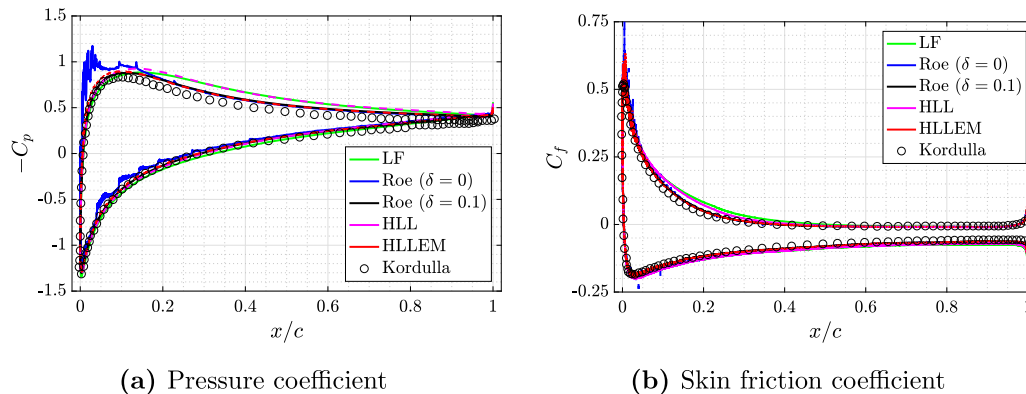 1.5
1
0.5
0
-0.5
-1
-1.5
−C_p
0 0.2 0.4 0.6 0.8 1
x/c
LF
Roe (δ = 0)
Roe (δ = 0.1)
HLL
HLLEM
Kordulla
(a) Pressure coefficient
0.75
0.5
0.25
0
-0.25
C_f
0 0.2 0.4 0.6 0.8 1
x/c
LF
Roe (δ = 0)
Roe (δ = 0.1)
HLL
HLLEM
Kordulla
(b) Skin friction coefficient